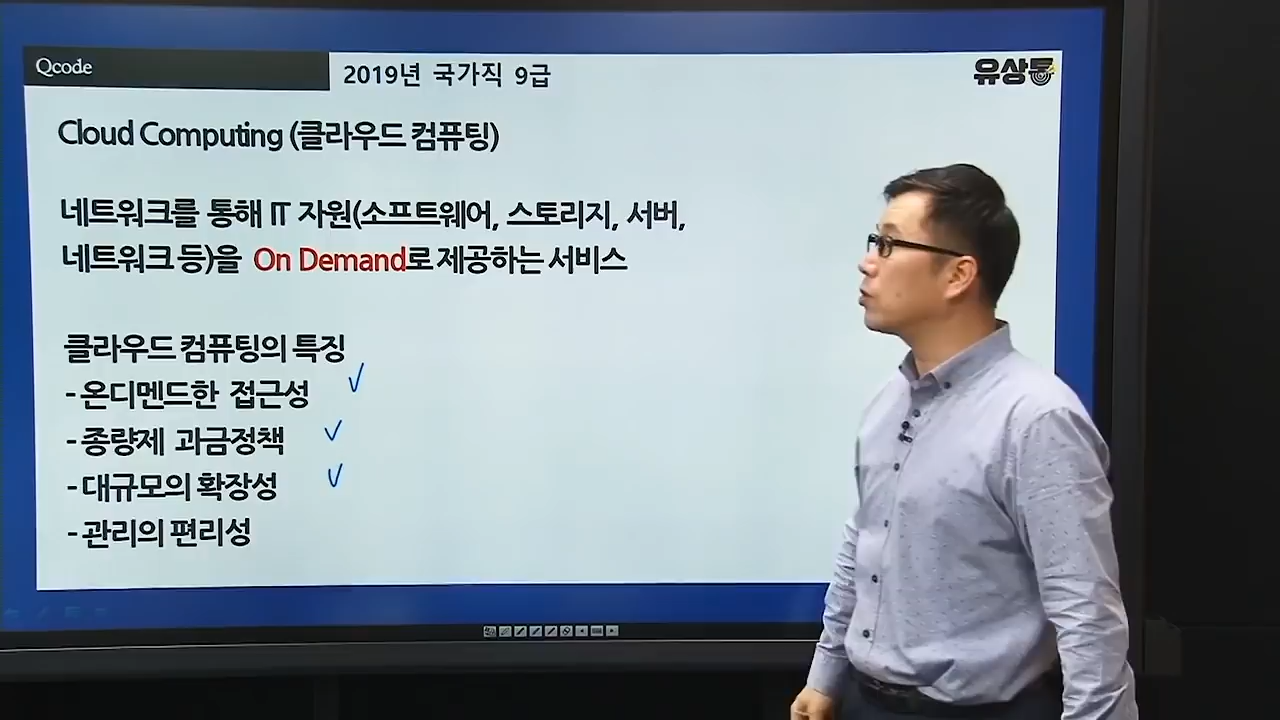 Qcode
2019년 국가직 9급
유상통
Cloud Computing (클라우드 컴퓨팅)
네트워크를 통해 IT 자원(소프트웨어, 스토리지, 서버,
네트워크 등)을 On Demand로 제공하는 서비스
클라우드 컴퓨팅의 특징
- 온디멘드한 접근성
- 종량제 과금정책
- 대규모의 확장성
- 관리의 편리성